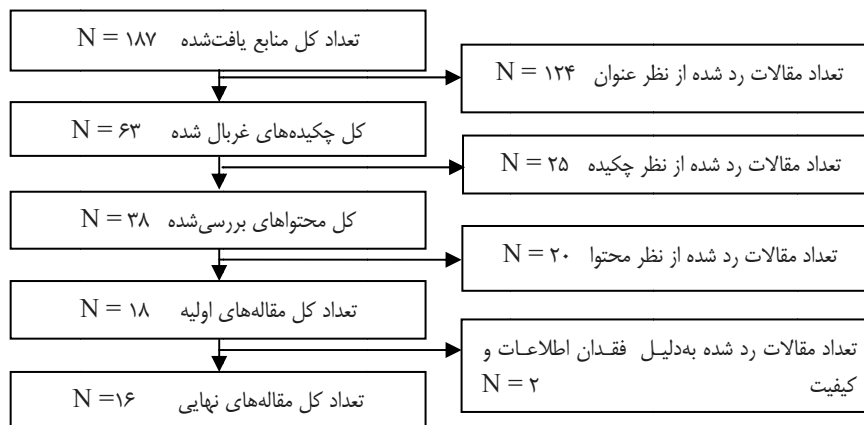 تعداد کل منابع یافت‌شده N = ۱۸۷
تعداد مقالات رد شده از نظر عنوان N = ۱۲۴
کل چکیده‌های غربال شده N = ۶۳
تعداد مقالات رد شده از نظر چکیده N = ۲۵
کل محتواهای بررسی‌شده N = ۳۸
تعداد مقالات رد شده از نظر محتوا N = ۲۰
تعداد کل مقاله‌های اولیه N = ۱۸
تعداد مقالات رد شده به‌دلیل فقدان اطلاعات و
کیفیت N = ۲
تعداد کل مقاله‌های نهایی N =۱۶